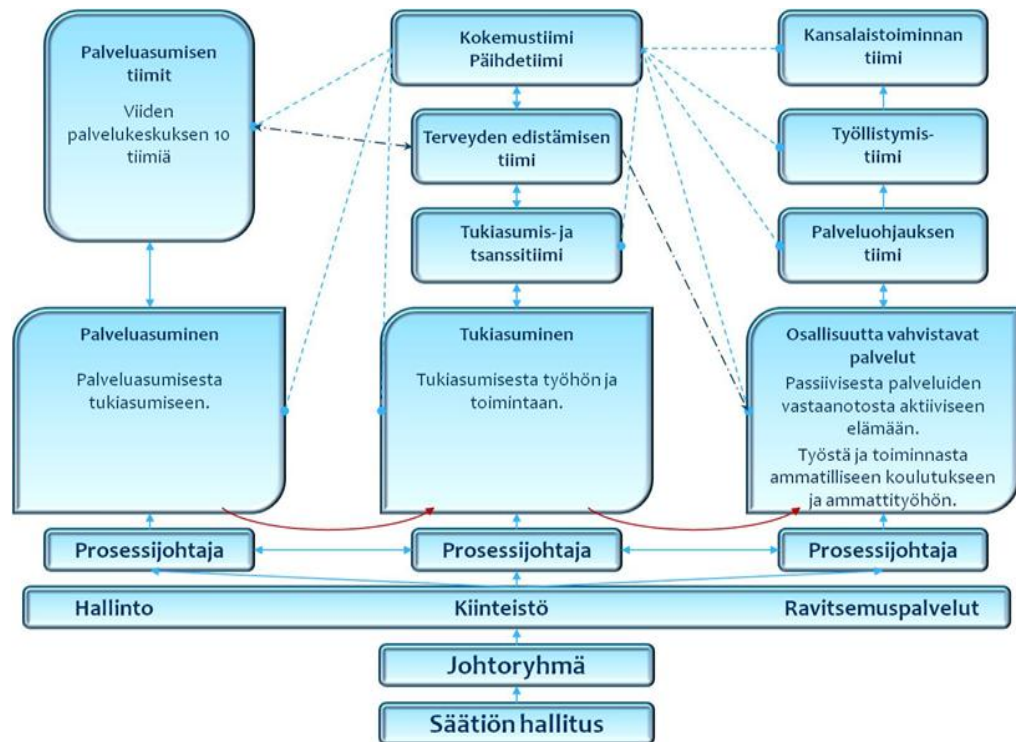 Palveluasumisen
tiimit
Viiden
palvelukeskuksen 10
tiimiä
Kokemustiimi
Päihdetiimi
Kansalaistoiminnan
tiimi
Terveyden edistämisen
tiimi
Työllistymis-
tiimi
Tukiasumis- ja
tsanssitiimi
Palveluohjauksen
tiimi
Palveluasuminen
Palveluasumisesta
tukiasumiseen.
Tukiasuminen
Tukiasumisesta työhön ja
toimintaan.
Osallisuutta vahvistavat
palvelut
Passiivisesta palveluiden
vastaanotosta aktiiviseen
elämään.
Työstä ja toiminnasta
ammatilliseen koulutukseen
ja ammattityöhön.
Prosessijohtaja
Prosessijohtaja
Prosessijohtaja
Hallinto
Kiinteistö
Ravitsemuspalvelut
Johtoryhmä
Säätiön hallitus